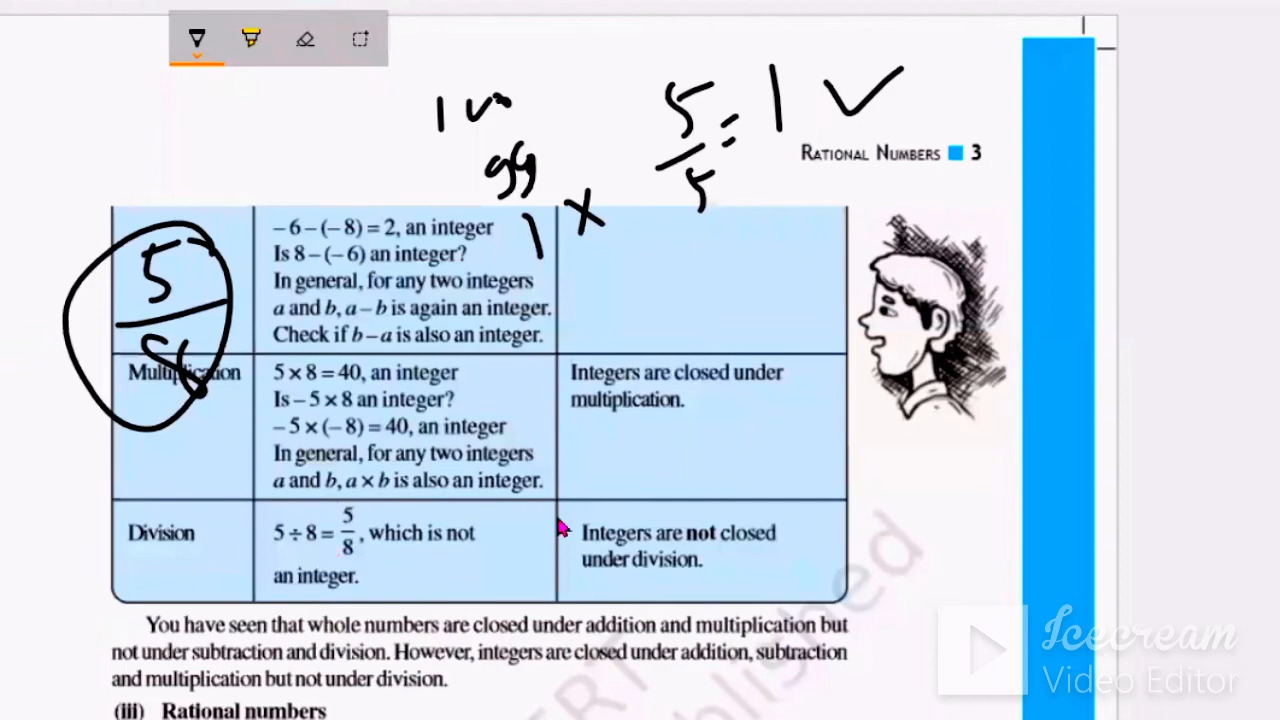 100
99
1 ×
5/5 = 1 ✓
RATIONAL NUMBERS 3
5/8
– 6 – (– 8) = 2, an integer
Is 8 – (– 6) an integer?
In general, for any two integers
a and b, a – b is again an integer.
Check if b – a is also an integer.
Multiplication
5 × 8 = 40, an integer
Is – 5 × 8 an integer?
– 5 × (– 8) = 40, an integer
In general, for any two integers
a and b, a × b is also an integer.
Integers are closed under
multiplication.
Division
5 ÷ 8 = 5/8, which is not
an integer.
Integers are not closed
under division.
You have seen that whole numbers are closed under addition and multiplication but
not under subtraction and division. However, integers are closed under addition, subtraction
and multiplication but not under division.
(iii) Rational numbers
Icecream
Video Editor